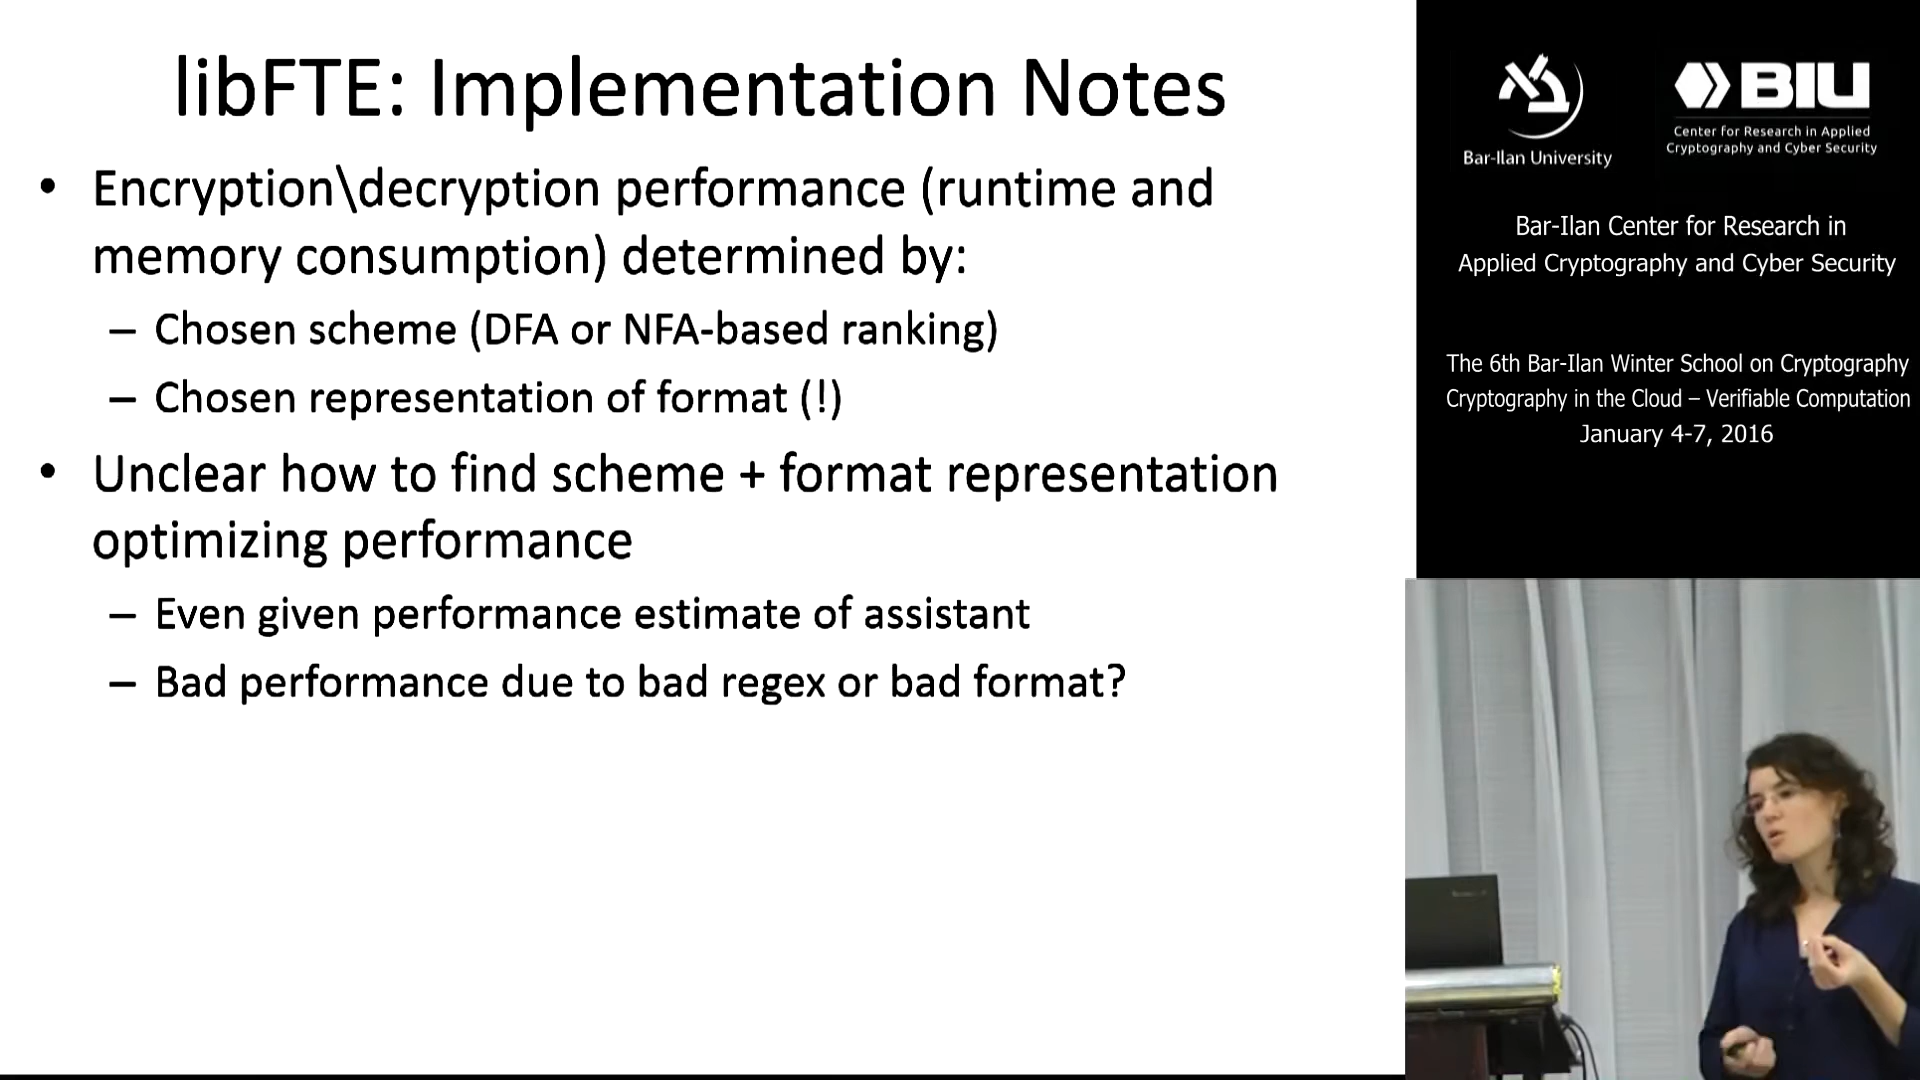 libFTE: Implementation Notes
• Encryption\decryption performance (runtime and
memory consumption) determined by:
– Chosen scheme (DFA or NFA-based ranking)
– Chosen representation of format (!)
• Unclear how to find scheme + format representation
optimizing performance
– Even given performance estimate of assistant
– Bad performance due to bad regex or bad format?
Bar-Ilan University
BIU
Center for Research in Applied
Cryptography and Cyber Security
Bar-Ilan Center for Research in
Applied Cryptography and Cyber Security
The 6th Bar-Ilan Winter School on Cryptography
Cryptography in the Cloud – Verifiable Computation
January 4-7, 2016